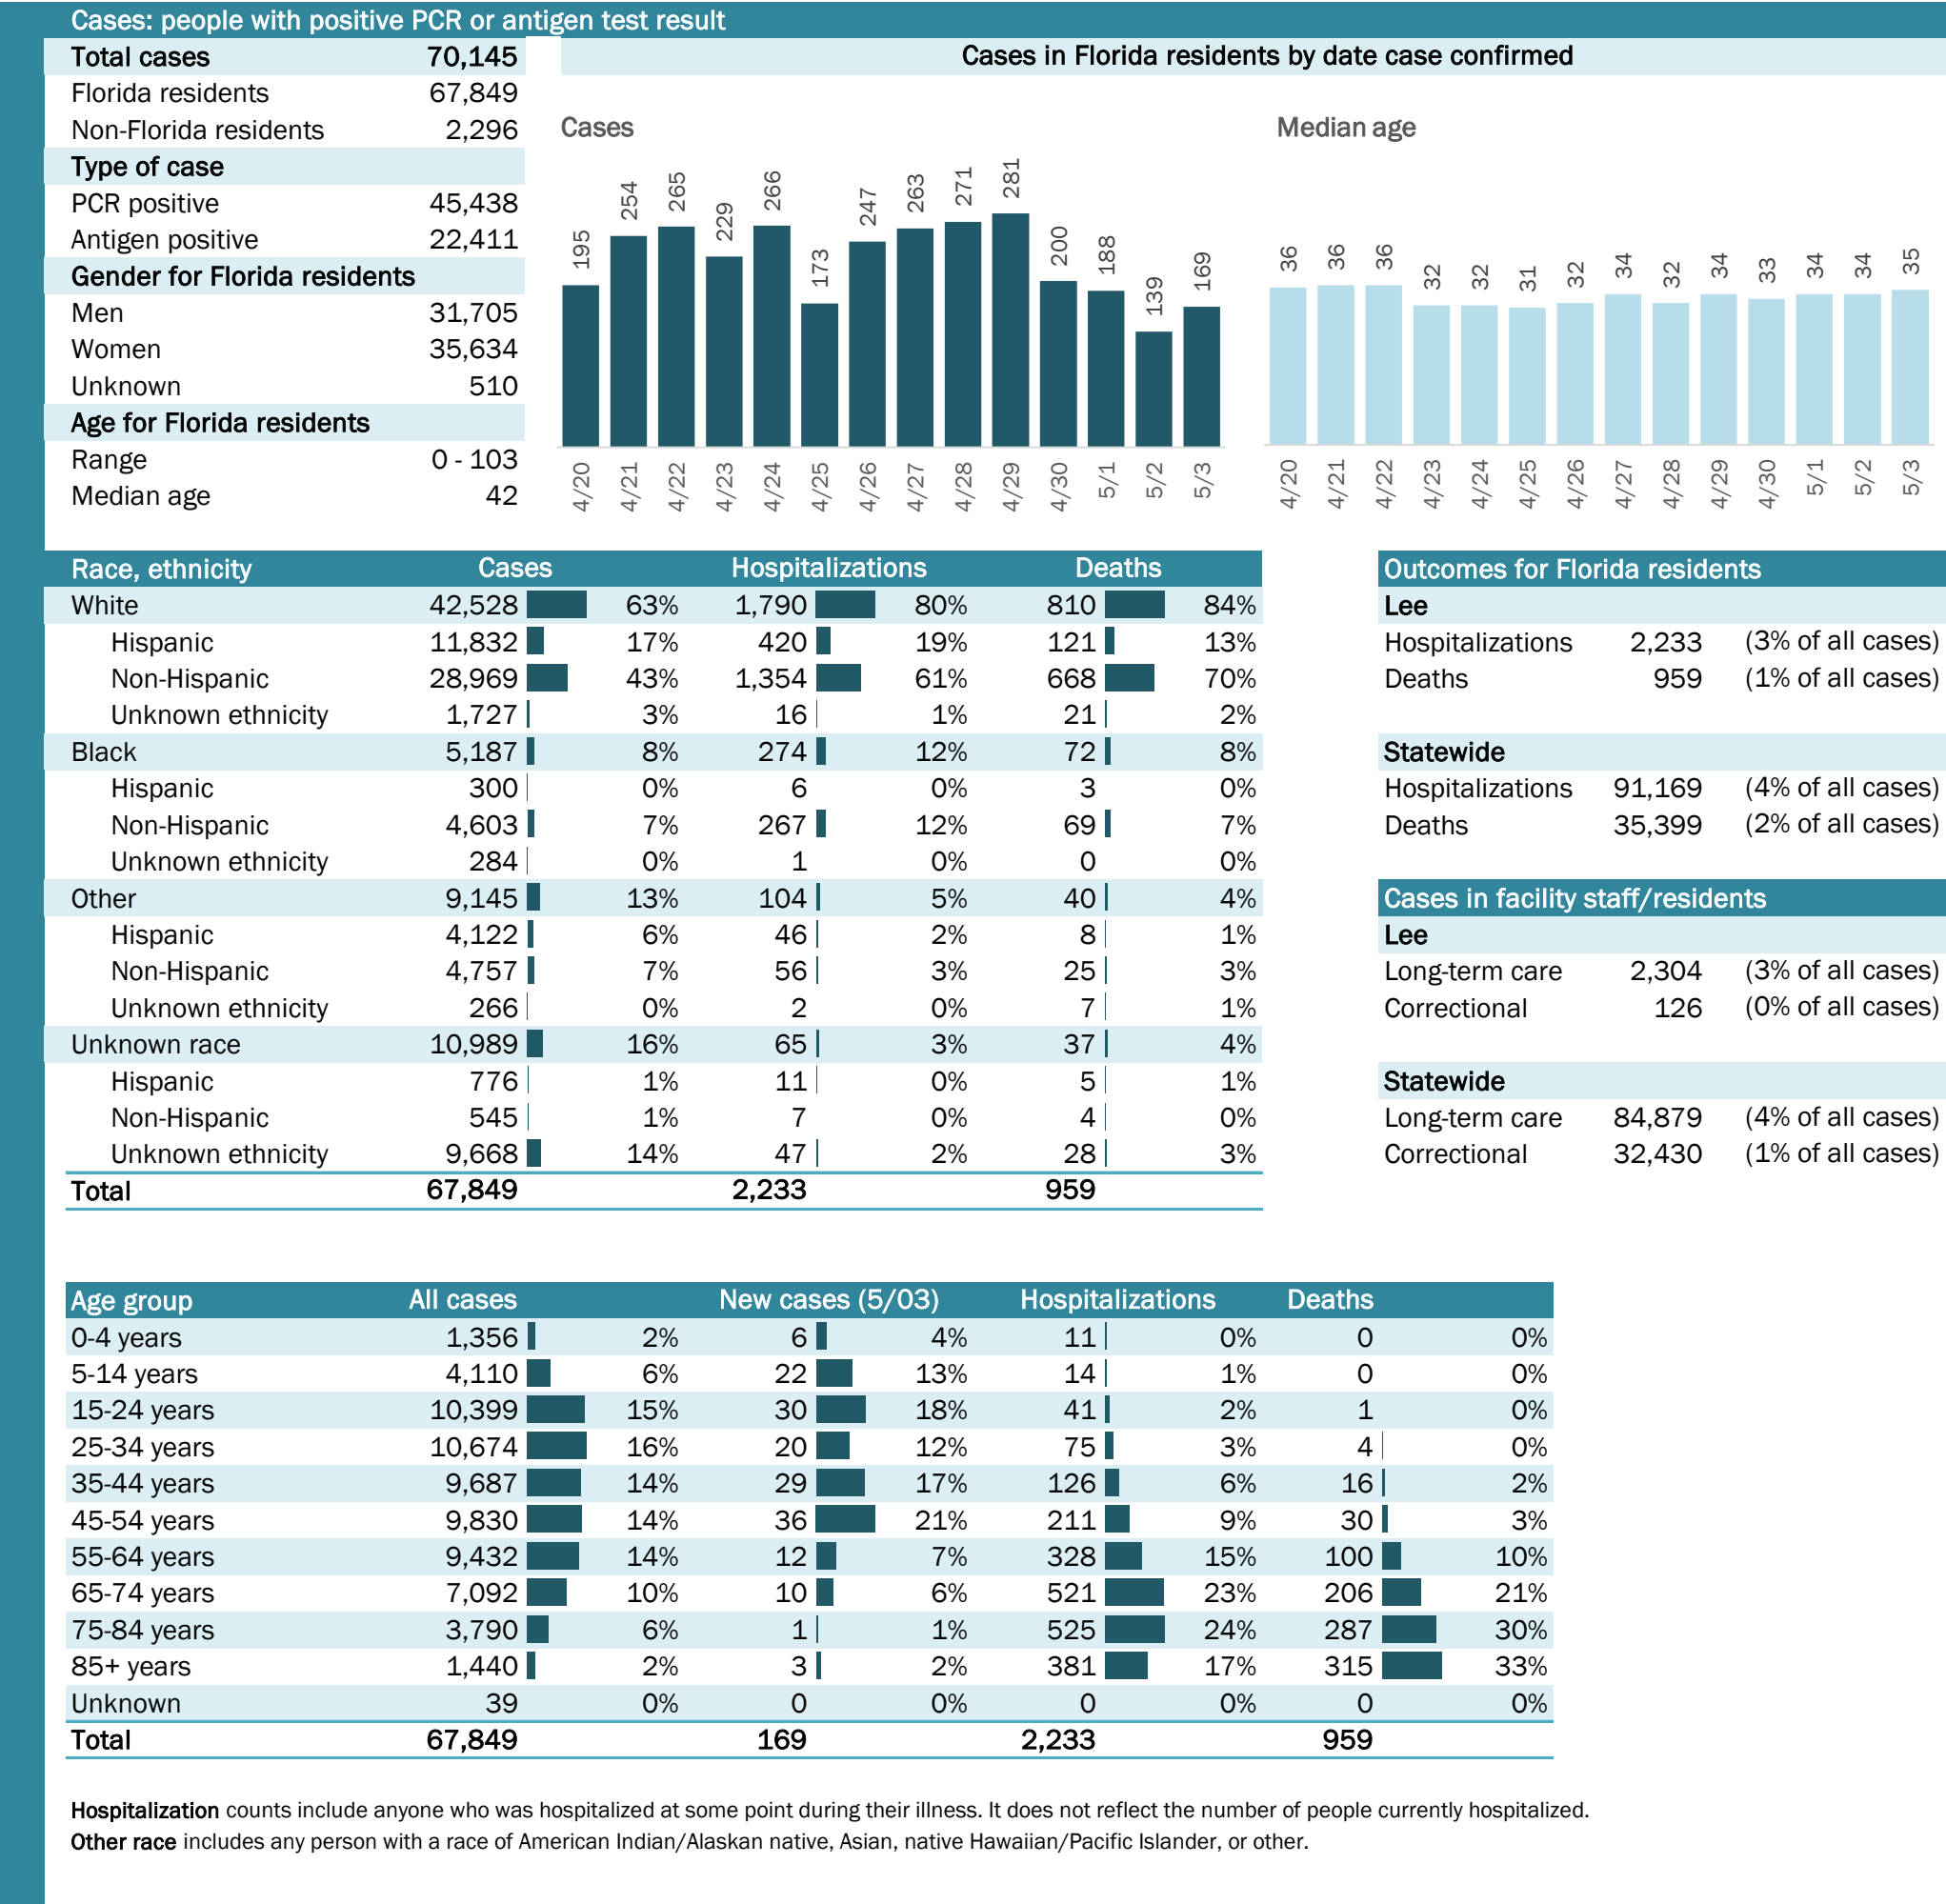 Cases: people with positive PCR or antigen test result
Total cases 70,145
Florida residents 67,849
Non-Florida residents 2,296
Type of case
PCR positive 45,438
Antigen positive 22,411
Gender for Florida residents
Men 31,705
Women 35,634
Unknown 510
Age for Florida residents
Range 0 - 103
Median age 42
Cases in Florida residents by date case confirmed
Cases
195 254 265 229 266 173 247 263 271 281 200 188 139 169
4/20 4/21 4/22 4/23 4/24 4/25 4/26 4/27 4/28 4/29 4/30 5/1 5/2 5/3
Median age
36 36 36 32 32 31 32 34 32 34 33 34 34 35
4/20 4/21 4/22 4/23 4/24 4/25 4/26 4/27 4/28 4/29 4/30 5/1 5/2 5/3
Race, ethnicity Cases Hospitalizations Deaths
White 42,528 63% 1,790 80% 810 84%
Hispanic 11,832 17% 420 19% 121 13%
Non-Hispanic 28,969 43% 1,354 61% 668 70%
Unknown ethnicity 1,727 3% 16 1% 21 2%
Black 5,187 8% 274 12% 72 8%
Hispanic 300 0% 6 0% 3 0%
Non-Hispanic 4,603 7% 267 12% 69 7%
Unknown ethnicity 284 0% 1 0% 0 0%
Other 9,145 13% 104 5% 40 4%
Hispanic 4,122 6% 46 2% 8 1%
Non-Hispanic 4,757 7% 56 3% 25 3%
Unknown ethnicity 266 0% 2 0% 7 1%
Unknown race 10,989 16% 65 3% 37 4%
Hispanic 776 1% 11 0% 5 1%
Non-Hispanic 545 1% 7 0% 4 0%
Unknown ethnicity 9,668 14% 47 2% 28 3%
Total 67,849 2,233 959
Outcomes for Florida residents
Lee
Hospitalizations 2,233 (3% of all cases)
Deaths 959 (1% of all cases)
Statewide
Hospitalizations 91,169 (4% of all cases)
Deaths 35,399 (2% of all cases)
Cases in facility staff/residents
Lee
Long-term care 2,304 (3% of all cases)
Correctional 126 (0% of all cases)
Statewide
Long-term care 84,879 (4% of all cases)
Correctional 32,430 (1% of all cases)
Age group All cases New cases (5/03) Hospitalizations Deaths
0-4 years 1,356 2% 6 4% 11 0% 0 0%
5-14 years 4,110 6% 22 13% 14 1% 0 0%
15-24 years 10,399 15% 30 18% 41 2% 1 0%
25-34 years 10,674 16% 20 12% 75 3% 4 0%
35-44 years 9,687 14% 29 17% 126 6% 16 2%
45-54 years 9,830 14% 36 21% 211 9% 30 3%
55-64 years 9,432 14% 12 7% 328 15% 100 10%
65-74 years 7,092 10% 10 6% 521 23% 206 21%
75-84 years 3,790 6% 1 1% 525 24% 287 30%
85+ years 1,440 2% 3 2% 381 17% 315 33%
Unknown 39 0% 0 0% 0 0% 0 0%
Total 67,849 169 2,233 959
Hospitalization counts include anyone who was hospitalized at some point during their illness. It does not reflect the number of people currently hospitalized.
Other race includes any person with a race of American Indian/Alaskan native, Asian, native Hawaiian/Pacific Islander, or other.